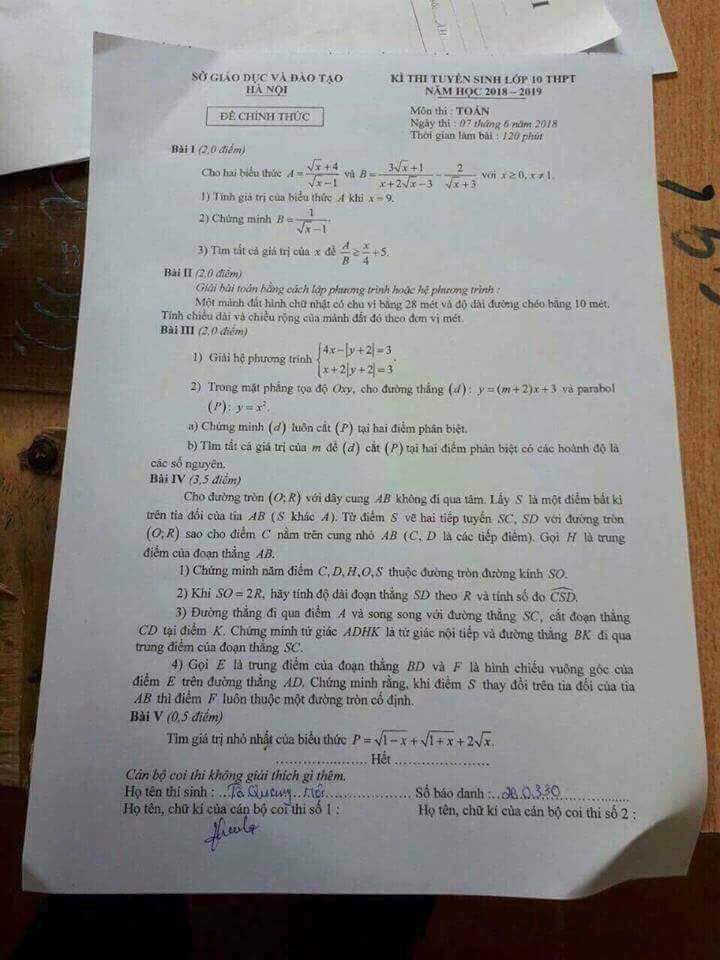 SỞ GIÁO DỤC VÀ ĐÀO TẠO
HÀ NỘI
ĐỀ CHÍNH THỨC
KÌ THI TUYỂN SINH LỚP 10 THPT
NĂM HỌC 2018 – 2019
Môn thi : TOÁN
Ngày thi : 07 tháng 6 năm 2018
Thời gian làm bài : 120 phút
Bài I (2,0 điểm)
Cho hai biểu thức A = (√x + 4)/(√x − 1) và B = (3√x + 1)/(x + 2√x − 3) − 2/(√x + 3) với x ≥ 0, x ≠ 1.
1) Tính giá trị của biểu thức A khi x = 9.
2) Chứng minh B = 1/(√x − 1).
3) Tìm tất cả giá trị của x để A/B ≥ x/4 + 5.
Bài II (2,0 điểm)
Giải bài toán bằng cách lập phương trình hoặc hệ phương trình :
Một mảnh đất hình chữ nhật có chu vi bằng 28 mét và độ dài đường chéo bằng 10 mét.
Tính chiều dài và chiều rộng của mảnh đất đó theo đơn vị mét.
Bài III (2,0 điểm)
1) Giải hệ phương trình { 4x − |y + 2| = 3
x + 2|y + 2| = 3 .
2) Trong mặt phẳng tọa độ Oxy, cho đường thẳng (d) : y = (m + 2)x + 3 và parabol
(P) : y = x².
a) Chứng minh (d) luôn cắt (P) tại hai điểm phân biệt.
b) Tìm tất cả giá trị của m để (d) cắt (P) tại hai điểm phân biệt có các hoành độ là
các số nguyên.
Bài IV (3,5 điểm)
Cho đường tròn (O; R) với dây cung AB không đi qua tâm. Lấy S là một điểm bất kì
trên tia đối của tia AB (S khác A). Từ điểm S vẽ hai tiếp tuyến SC, SD với đường tròn
(O; R) sao cho điểm C nằm trên cung nhỏ AB (C, D là các tiếp điểm). Gọi H là trung
điểm của đoạn thẳng AB.
1) Chứng minh năm điểm C, D, H, O, S thuộc đường tròn đường kính SO.
2) Khi SO = 2R, hãy tính độ dài đoạn thẳng SD theo R và tính số đo CSD.
3) Đường thẳng đi qua điểm A và song song với đường thẳng SC, cắt đoạn thẳng
CD tại điểm K. Chứng minh tứ giác ADHK là tứ giác nội tiếp và đường thẳng BK đi qua
trung điểm của đoạn thẳng SC.
4) Gọi E là trung điểm của đoạn thẳng BD và F là hình chiếu vuông góc của
điểm E trên đường thẳng AD. Chứng minh rằng, khi điểm S thay đổi trên tia đối của tia
AB thì điểm F luôn thuộc một đường tròn cố định.
Bài V (0,5 điểm)
Tìm giá trị nhỏ nhất của biểu thức P = √(1 − x) + √(1 + x) + 2√x.
.................... Hết ....................
Cán bộ coi thi không giải thích gì thêm.
Họ tên thí sinh : Tạ Quang Số báo danh : 280330
Họ tên, chữ kí của cán bộ coi thi số 1 : Họ tên, chữ kí của cán bộ coi thi số 2 :